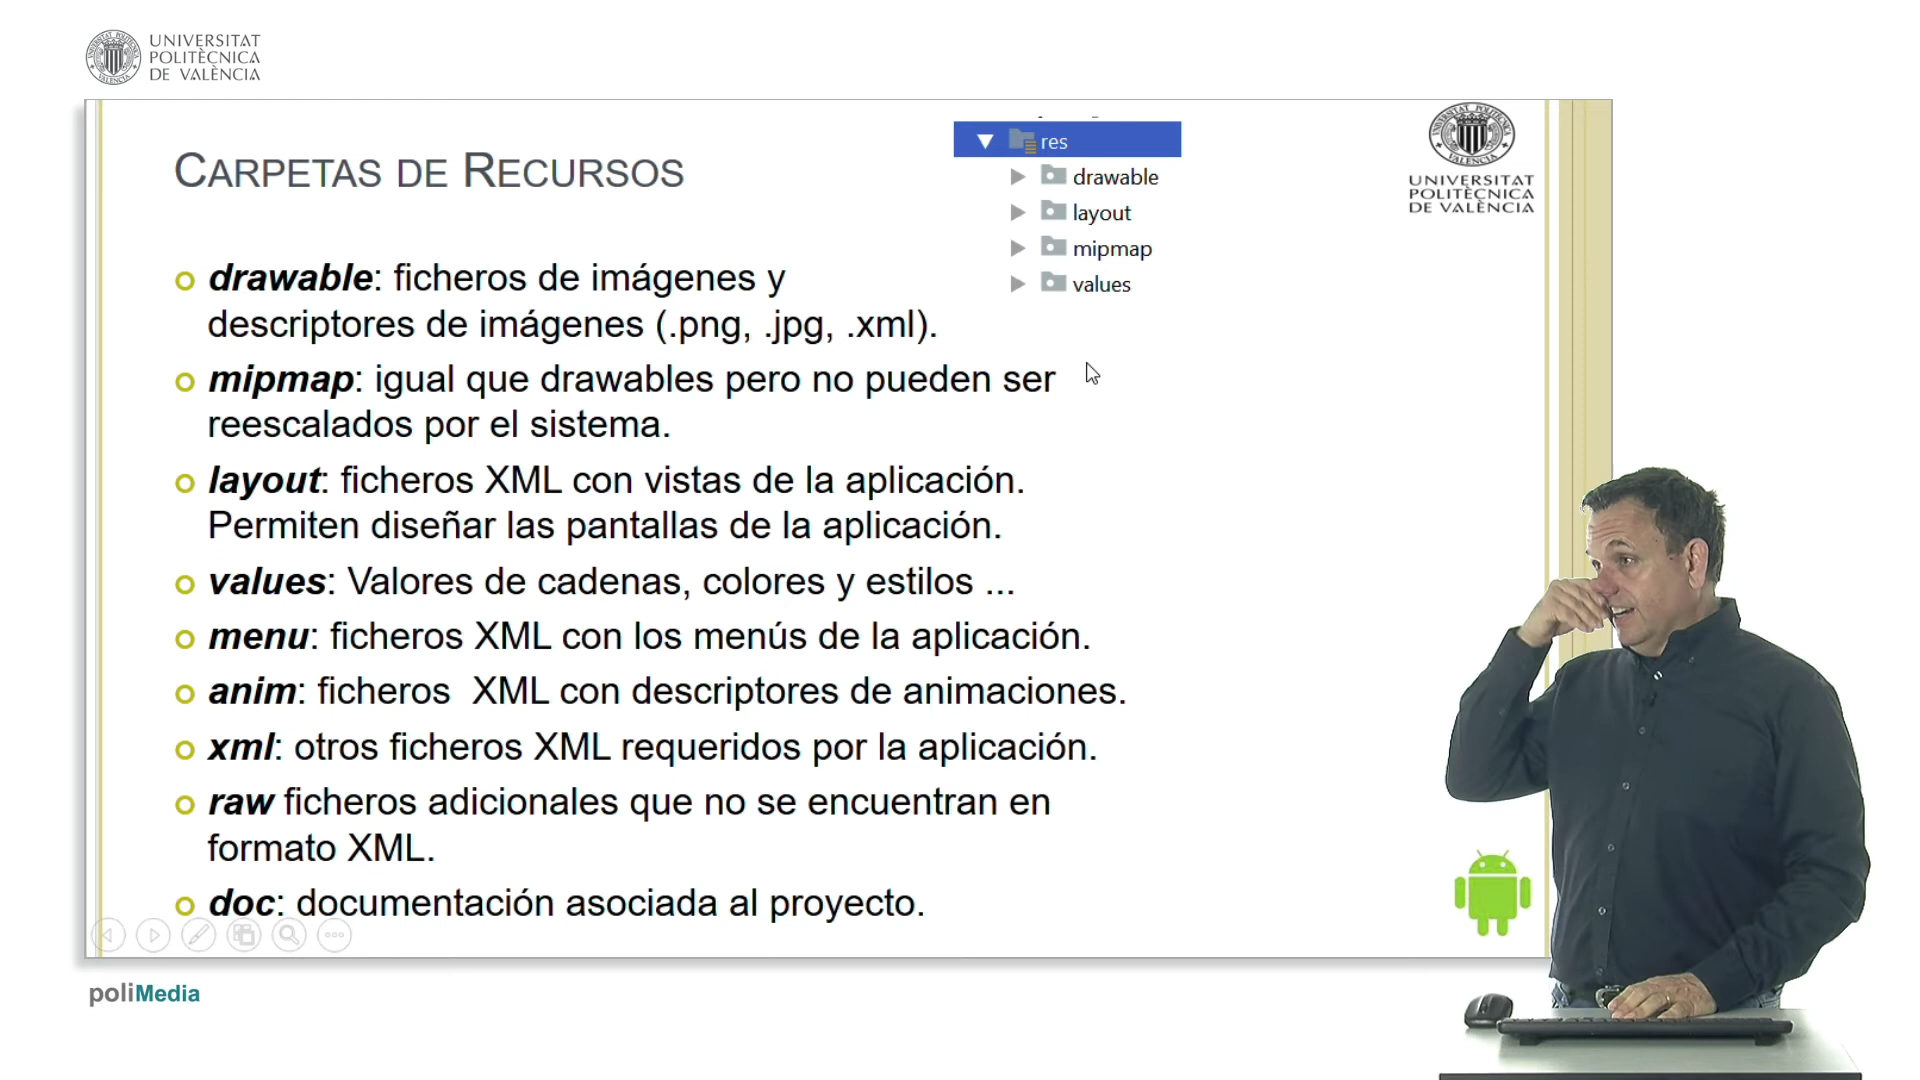 UNIVERSITAT
POLITÈCNICA
DE VALÈNCIA
CARPETAS DE RECURSOS
res
drawable
layout
mipmap
values
UNIVERSITAT
POLITÈCNICA
DE VALÈNCIA
drawable: ficheros de imágenes y
descriptores de imágenes (.png, .jpg, .xml).
mipmap: igual que drawables pero no pueden ser
reescalados por el sistema.
layout: ficheros XML con vistas de la aplicación.
Permiten diseñar las pantallas de la aplicación.
values: Valores de cadenas, colores y estilos ...
menu: ficheros XML con los menús de la aplicación.
anim: ficheros  XML con descriptores de animaciones.
xml: otros ficheros XML requeridos por la aplicación.
raw ficheros adicionales que no se encuentran en
formato XML.
doc: documentación asociada al proyecto.
poliMedia